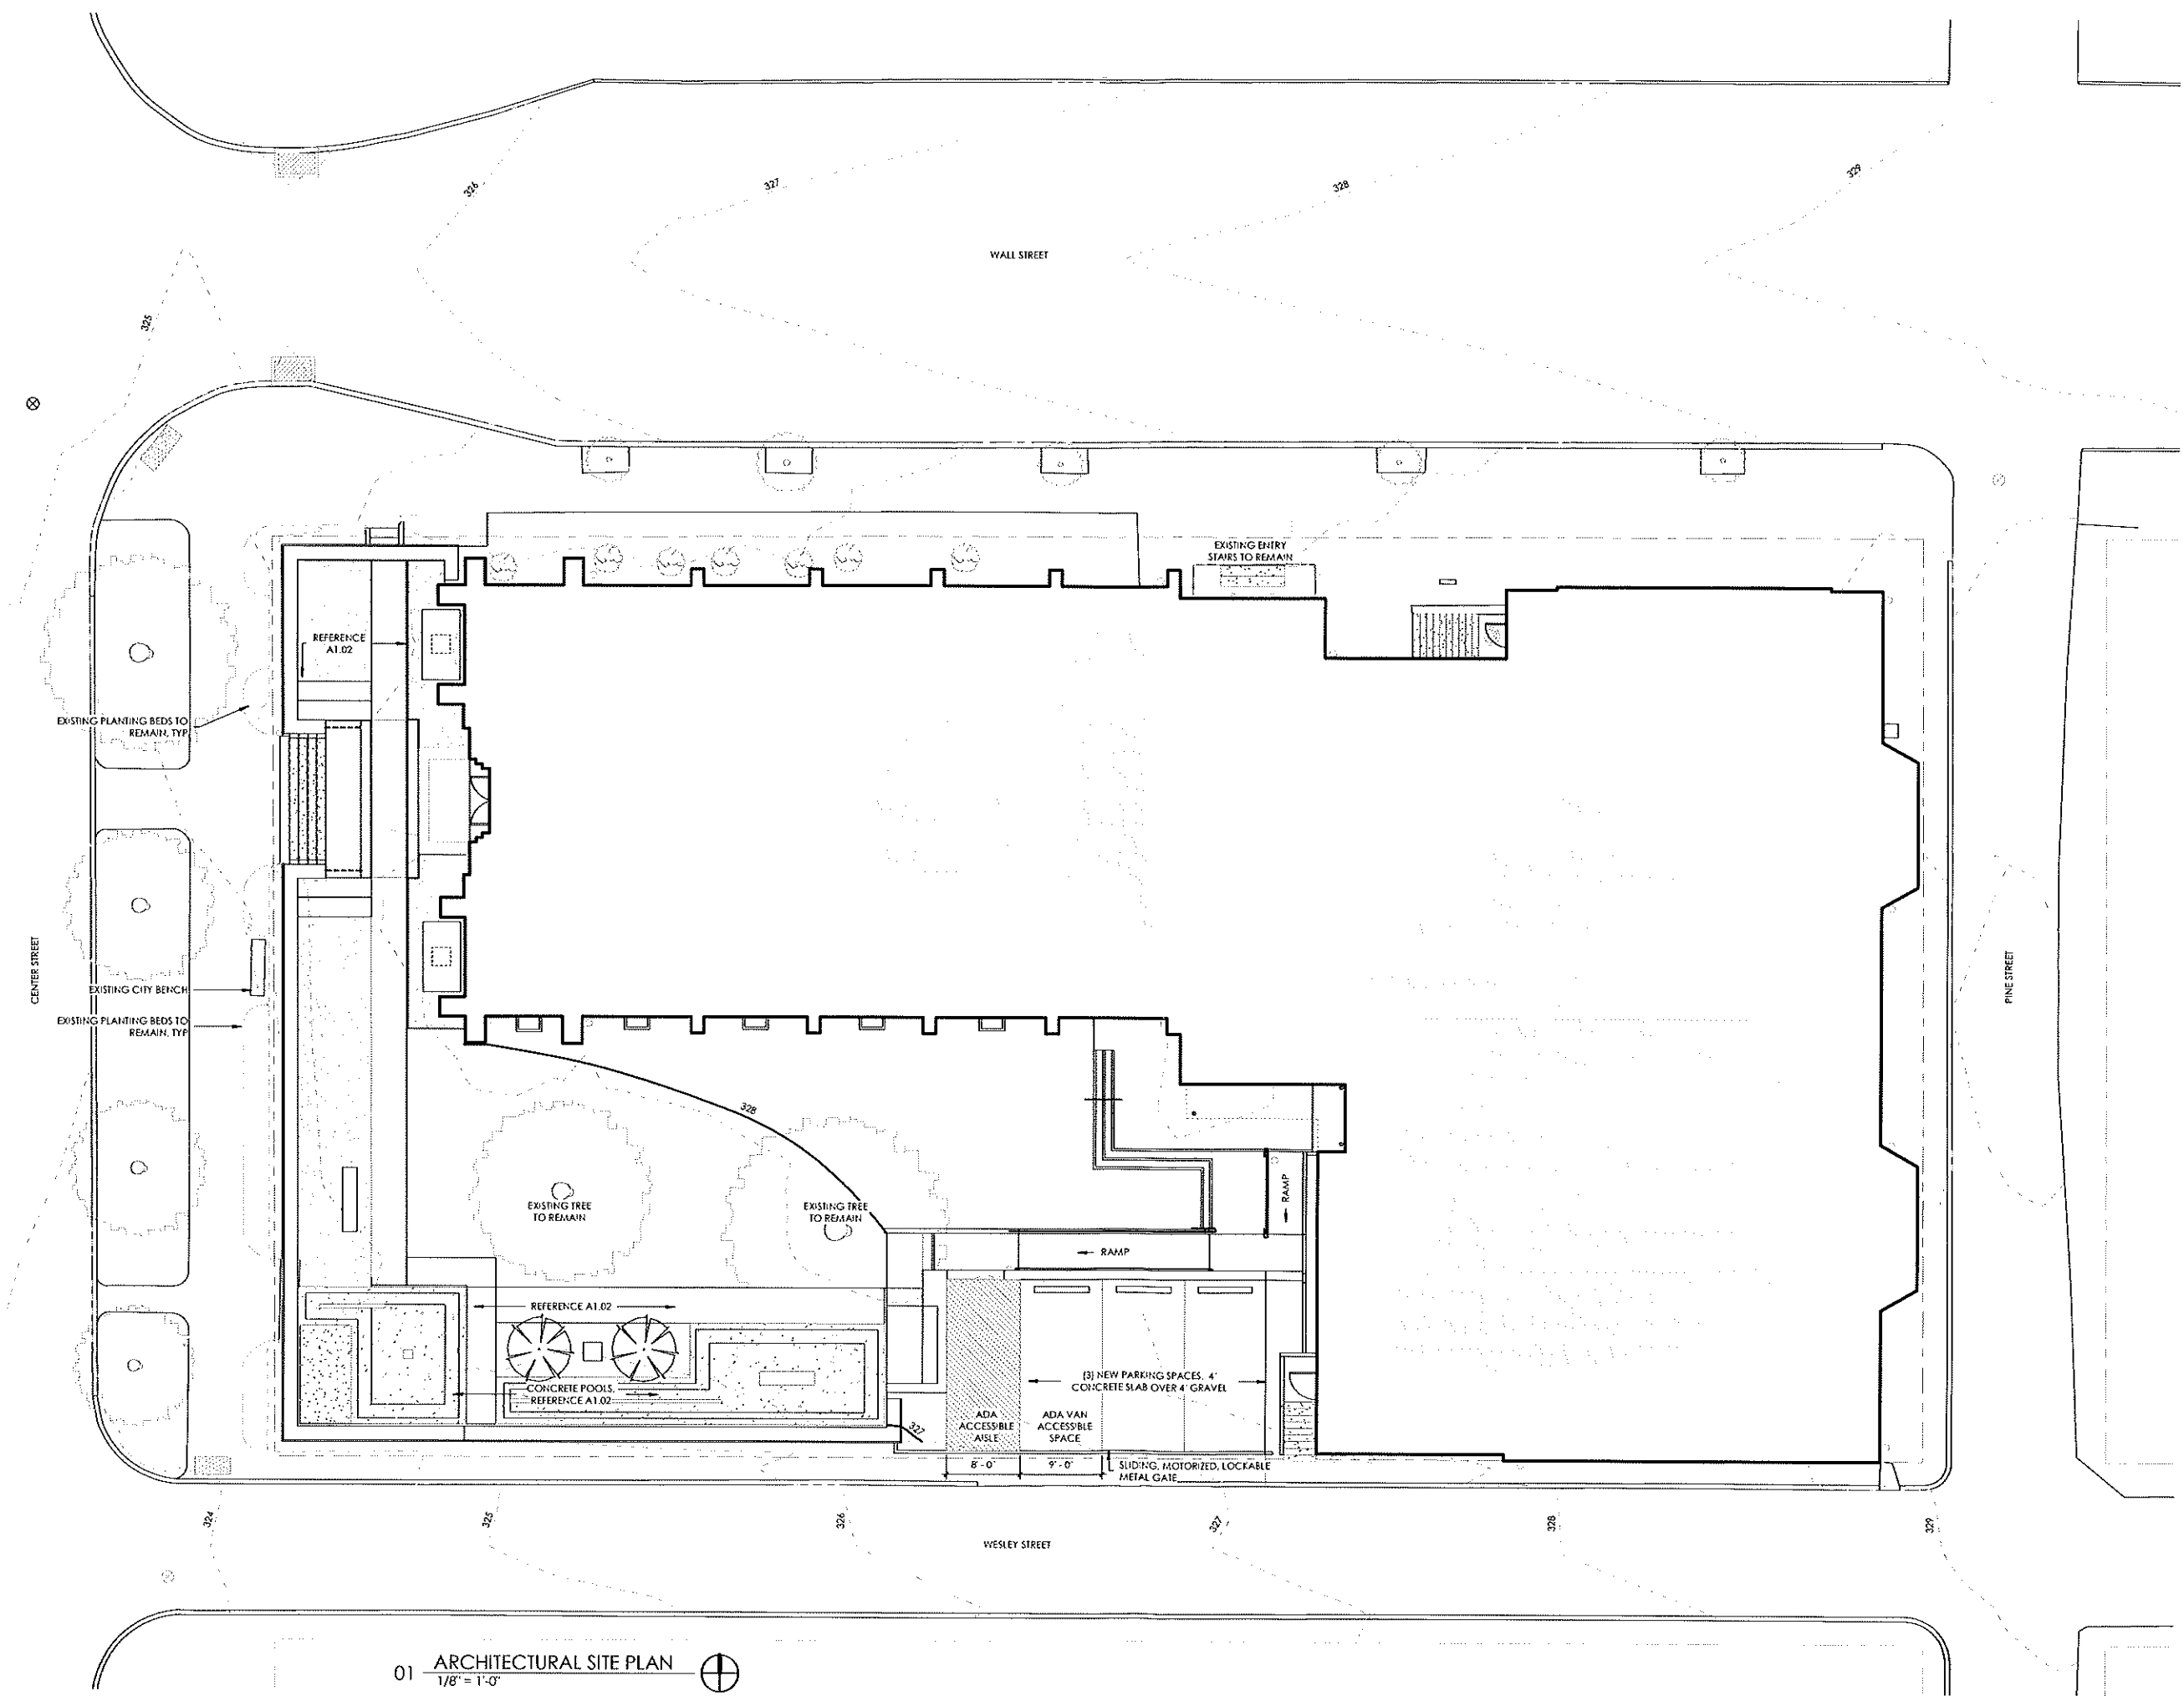 326
327
328
329
WALL STREET
325
EXISTING ENTRY
STAIRS TO REMAIN
REFERENCE
A1.02
EXISTING PLANTING BEDS TO
REMAIN, TYP
CENTER STREET
EXISTING CITY BENCH
EXISTING PLANTING BEDS TO
REMAIN, TYP
PINE STREET
328
EXISTING TREE
TO REMAIN
EXISTING TREE
TO REMAIN
RAMP
RAMP
REFERENCE A1.02
CONCRETE POOLS,
REFERENCE A1.02
(3) NEW PARKING SPACES, 4"
CONCRETE SLAB OVER 4" GRAVEL
ADA
ACCESSIBLE
AISLE
ADA VAN
ACCESSIBLE
SPACE
327
8' - 0"
9' - 0"
SLIDING, MOTORIZED, LOCKABLE
METAL GATE
324
325
326
327
328
329
WESLEY STREET
01 ARCHITECTURAL SITE PLAN
1/8" = 1'-0"